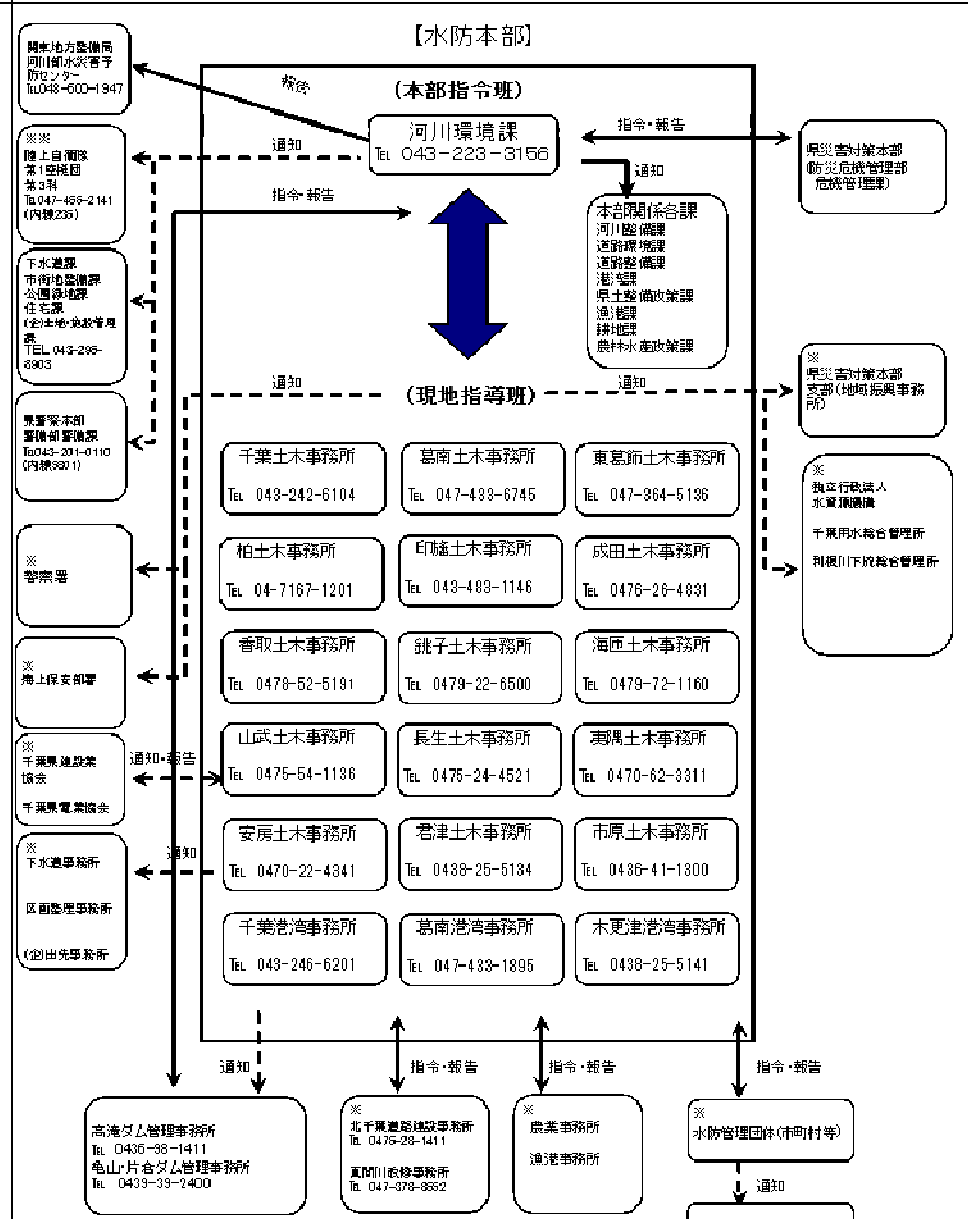 【水防本部】
関東地方整備局
河川部水災害予
防センター
℡048-600-1947
報告
(本部指令班)
河川環境課
℡ 043-223-3156
指令・報告
県災害対策本部
(防災危機管理部
危機管理課)
※※
陸上自衛隊
第1空挺団
第3科
℡047-466-2141
(内線235)
通知
指令・報告
通知
本部関係各課
河川整備課
道路環境課
道路整備課
港湾課
県土整備政策課
漁港課
耕地課
農林水産政策課
下水道課
市街地整備課
公園緑地課
住宅課
(企)土地・施設管理
課
TEL 043-296-
8903
県警察本部
警備部警備課
℡043-201-0110
通知
(現地指導班)
通知
※
県災害対策本部
支部(地域振興事務
所)
※
独立行政法人
水資源機構
千葉用水総合管理所
利根川下流総合管理所
千葉土木事務所
℡ 043-242-6104
葛南土木事務所
℡ 047-433-6745
東葛飾土木事務所
℡ 047-364-5136
※
警察署
柏土木事務所
℡ 04-7167-1201
印旛土木事務所
℡ 043-483-1146
成田土木事務所
℡ 0476-26-4831
※
海上保安部署
香取土木事務所
℡ 0478-52-5191
銚子土木事務所
℡ 0479-22-6500
海匝土木事務所
℡ 0479-72-1160
※
千葉県建設業
協会
千葉県電業協会
通知・報告
山武土木事務所
℡ 0475-54-1136
長生土木事務所
℡ 0475-24-4521
夷隅土木事務所
℡ 0470-62-3311
※
下水道事務所
区画整理事務所
(企)出先事務所
通知
安房土木事務所
℡ 0470-22-4341
君津土木事務所
℡ 0438-25-5134
市原土木事務所
℡ 0436-41-1300
千葉港湾事務所
℡ 043-246-6201
葛南港湾事務所
℡ 047-433-1895
木更津港湾事務所
℡ 0438-25-5141
通知
指令・報告
指令・報告
指令・報告
高滝ダム管理事務所
℡ 0436-98-1411
亀山・片倉ダム管理事務所
℡ 0439-39-2400
※
北千葉道路建設事務所
℡ 0476-28-1411
真間川改修事務所
℡ 047-378-8552
※
農業事務所
漁港事務所
※
水防管理団体(市町村等)
通知